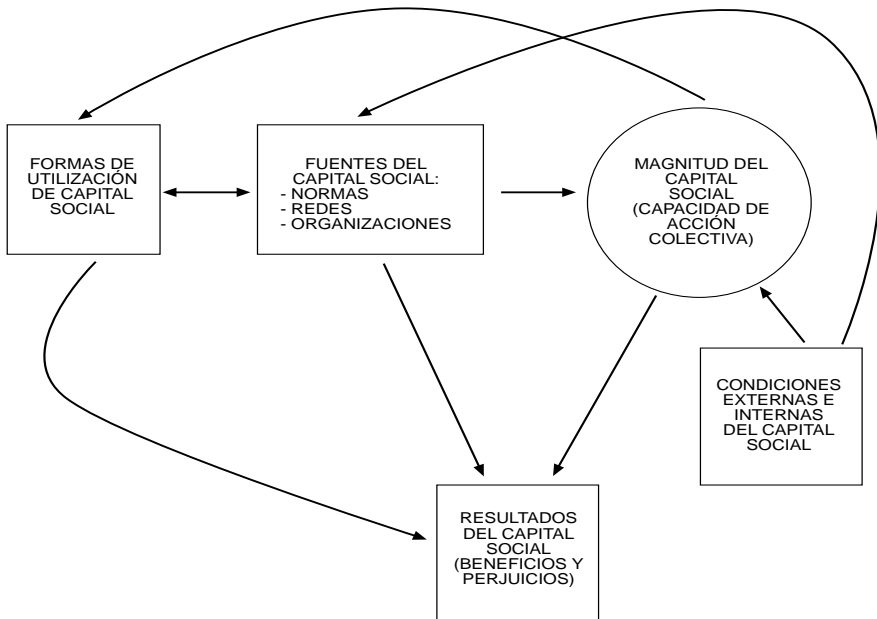 FORMAS DE
UTILIZACIÓN
DE CAPITAL
SOCIAL
FUENTES DEL
CAPITAL SOCIAL:
- NORMAS
- REDES
- ORGANIZACIONES
MAGNITUD DEL
CAPITAL
SOCIAL
(CAPACIDAD DE
ACCIÓN
COLECTIVA)
CONDICIONES
EXTERNAS E
INTERNAS
DEL CAPITAL
SOCIAL
RESULTADOS
DEL CAPITAL
SOCIAL
(BENEFICIOS Y
PERJUICIOS)